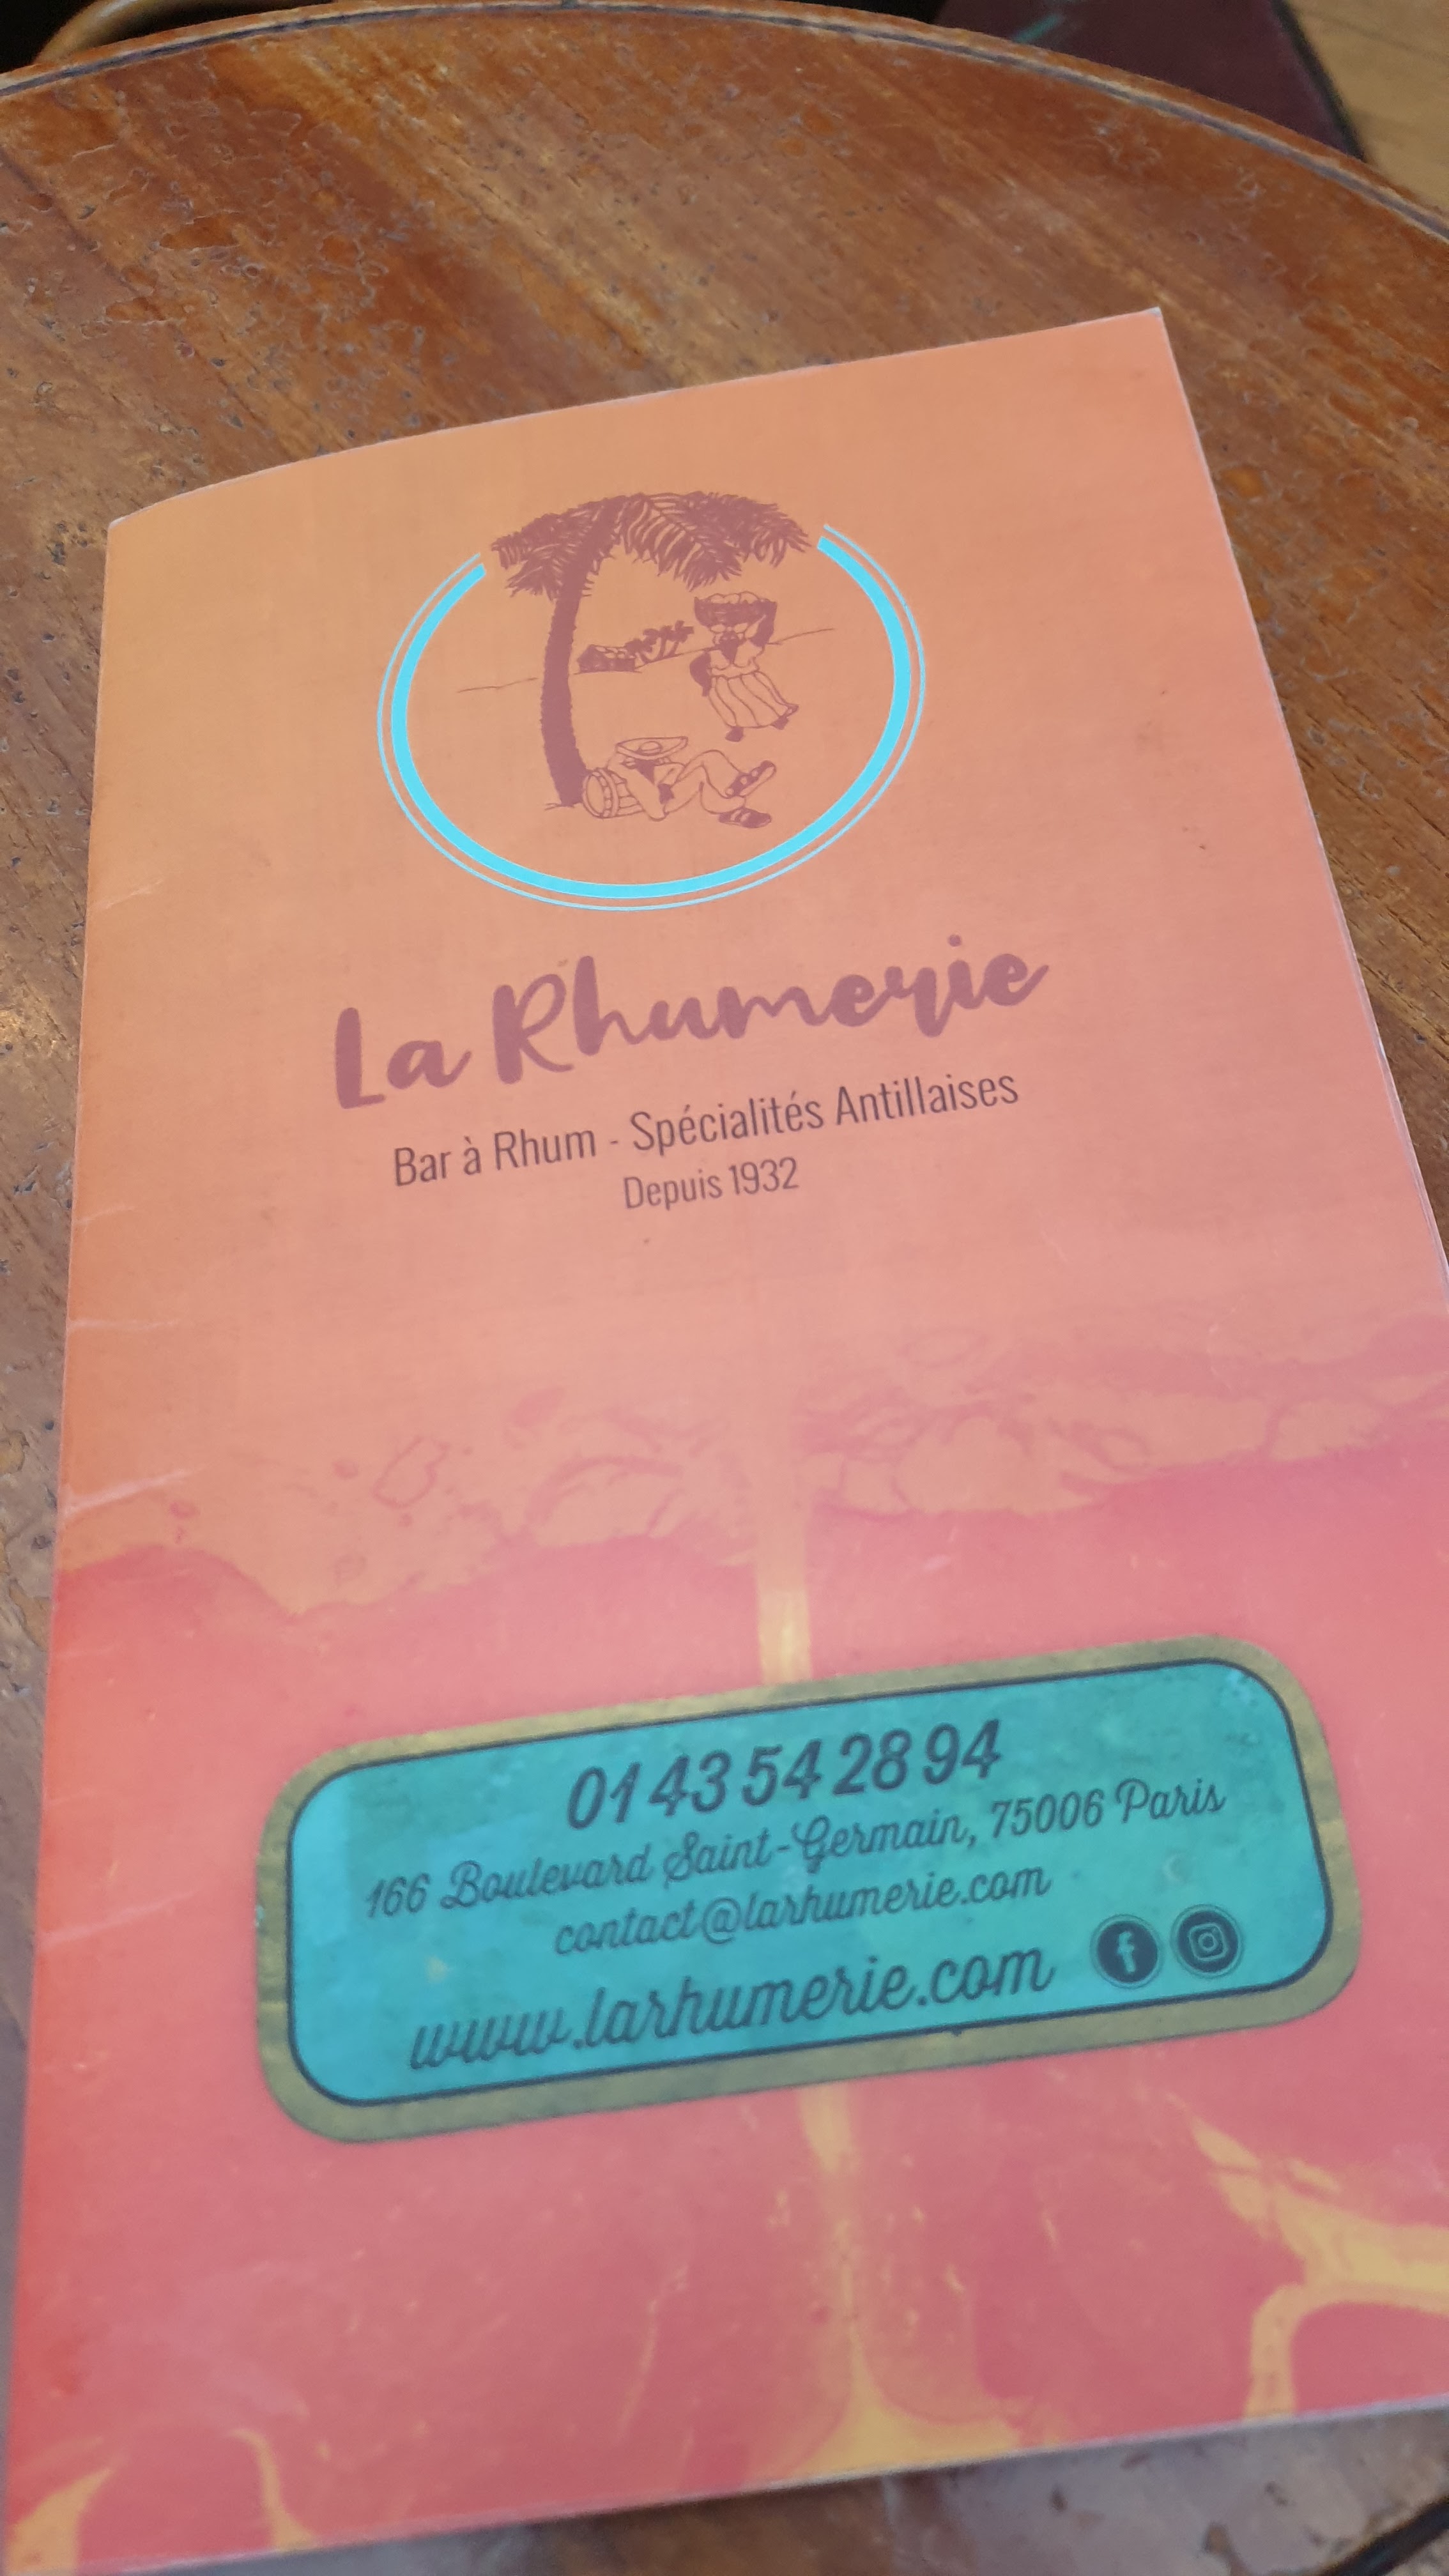 La Rhumerie
Bar à Rhum - Spécialités Antillaises
Depuis 1932
01 43 54 28 94
166 Boulevard Saint-Germain, 75006 Paris
contact@larhumerie.com
www.larhumerie.com